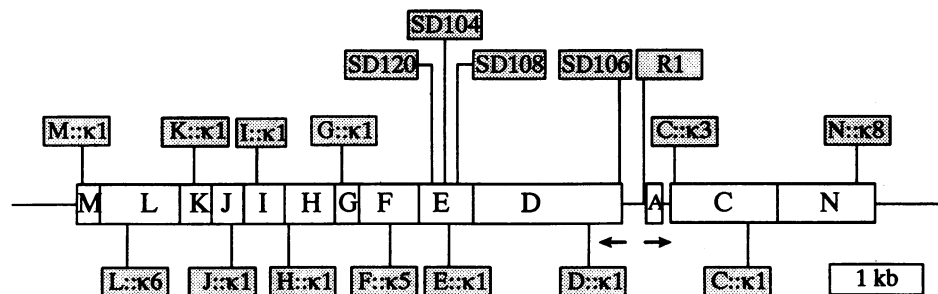 SD104
SD120 SD108 SD106 R1
M::κ1 K::κ1 I::κ1 G::κ1 C::κ3 N::κ8
M L K J I H G F E D A C N
L::κ6 J::κ1 H::κ1 F::κ5 E::κ1 D::κ1 C::κ1 1 kb